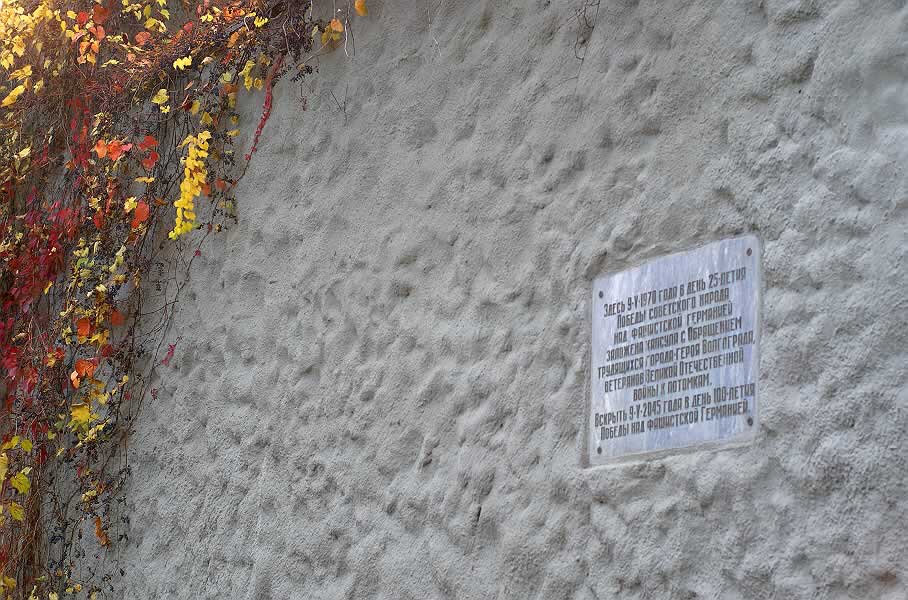 Здесь 9-V-1970 года в день 25-летия
Победы советского народа
над фашистской Германией
заложена капсула с Обращением
трудящихся города-героя Волгограда,
ветеранов Великой Отечественной
войны к потомкам.
Вскрыть 9-V-2045 года в день 100-летия
Победы над фашистской Германией.